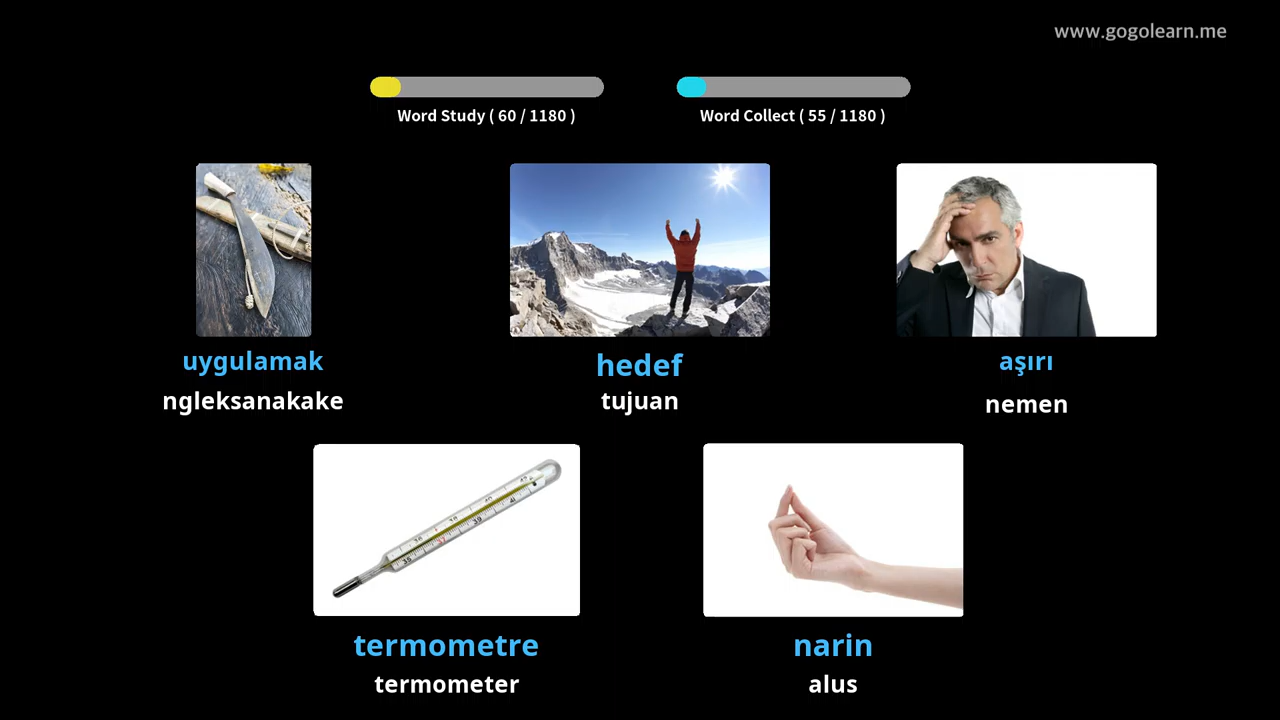 www.gogolearn.me
Word Study ( 60 / 1180 )
Word Collect ( 55 / 1180 )
uygulamak
ngleksanakake
hedef
tujuan
aşırı
nemen
termometre
termometer
narin
alus